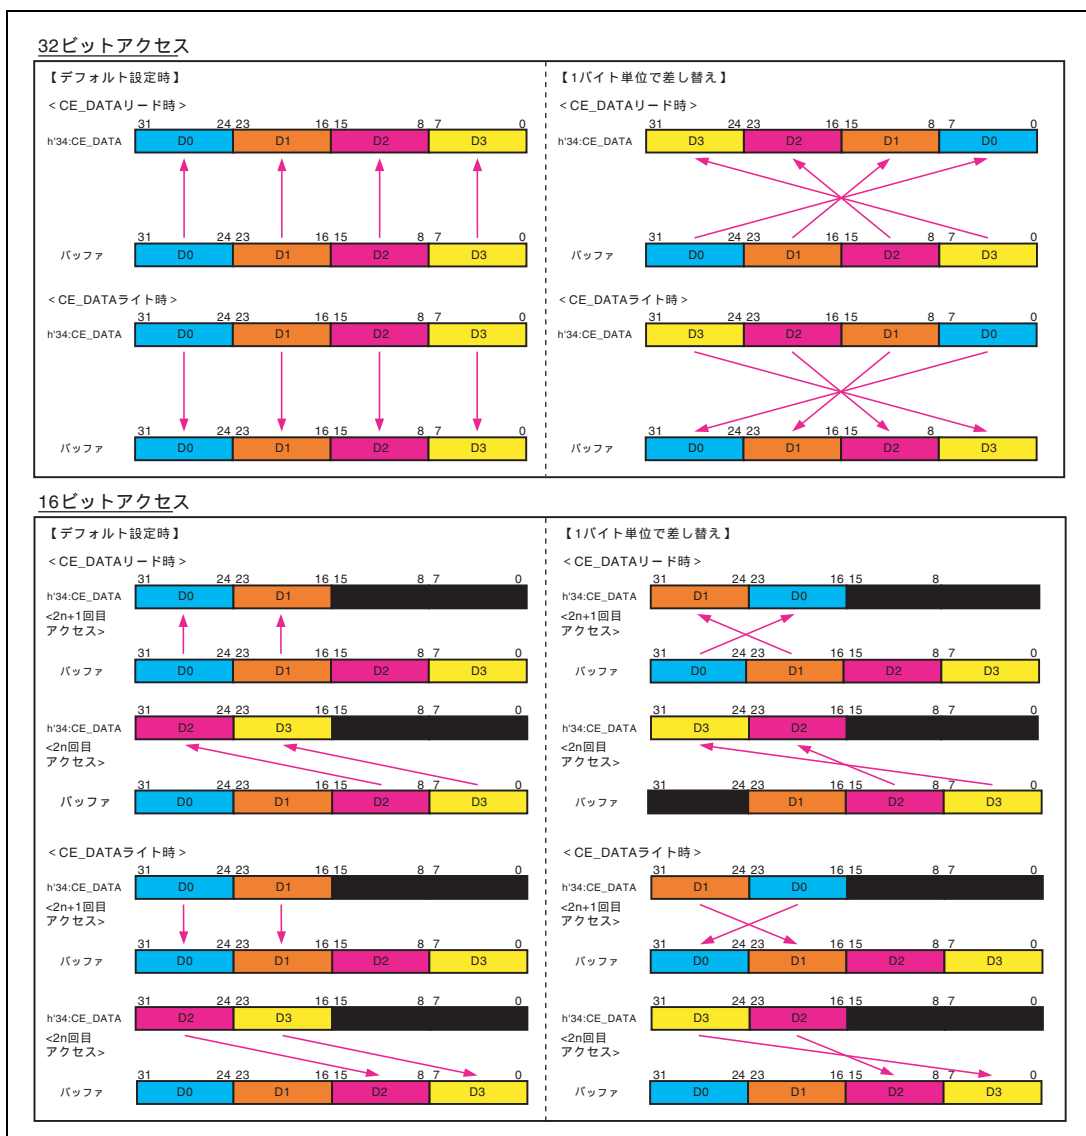 32ビットアクセス
【デフォルト設定時】
<CE_DATAリード時>
31 24 23 16 15 8 7 0
h'34:CE_DATA D0 D1 D2 D3
31 24 23 16 15 8 7 0
バッファ D0 D1 D2 D3
<CE_DATAライト時>
31 24 23 16 15 8 7 0
h'34:CE_DATA D0 D1 D2 D3
31 24 23 16 15 8 7 0
バッファ D0 D1 D2 D3
【1バイト単位で差し替え】
<CE_DATAリード時>
31 24 23 16 15 8 7 0
h'34:CE_DATA D3 D2 D1 D0
31 24 23 16 15 8 7 0
バッファ D0 D1 D2 D3
<CE_DATAライト時>
31 24 23 16 15 8 7 0
h'34:CE_DATA D3 D2 D1 D0
31 24 23 16 15 8 0
バッファ D0 D1 D2 D3
16ビットアクセス
【デフォルト設定時】
<CE_DATAリード時>
31 24 23 16 15 8 7 0
h'34:CE_DATA D0 D1
<2n+1回目
アクセス>
31 24 23 16 15 8 7 0
バッファ D0 D1 D2 D3
31 24 23 16 15 8 7 0
h'34:CE_DATA D2 D3
<2n回目
アクセス>
31 24 23 16 15 8 7 0
バッファ D0 D1 D2 D3
<CE_DATAライト時>
31 24 23 16 15 8 7 0
h'34:CE_DATA D0 D1
<2n+1回目
アクセス>
31 24 23 16 15 8 7 0
バッファ D0 D1 D2 D3
31 24 23 16 15 8 7 0
h'34:CE_DATA D2 D3
<2n回目
アクセス>
31 24 23 16 15 8 7 0
バッファ D0 D1 D2 D3
【1バイト単位で差し替え】
<CE_DATAリード時>
31 24 23 16 15 8
h'34:CE_DATA D1 D0
<2n+1回目
アクセス>
31 24 23 16 15 8 7 0
バッファ D0 D1 D2 D3
31 24 23 16 15 8 7 0
h'34:CE_DATA D3 D2
<2n回目
アクセス>
31 24 23 16 15 8 7 0
バッファ D1 D2 D3
<CE_DATAライト時>
31 24 23 16 15 8 7 0
h'34:CE_DATA D1 D0
<2n+1回目
アクセス>
31 24 23 16 15 8 7 0
バッファ D0 D1 D2 D3
31 24 23 16 15 8 7 0
h'34:CE_DATA D3 D2
<2n回目
アクセス>
31 24 23 16 15 8 7 0
バッファ D0 D1 D2 D3